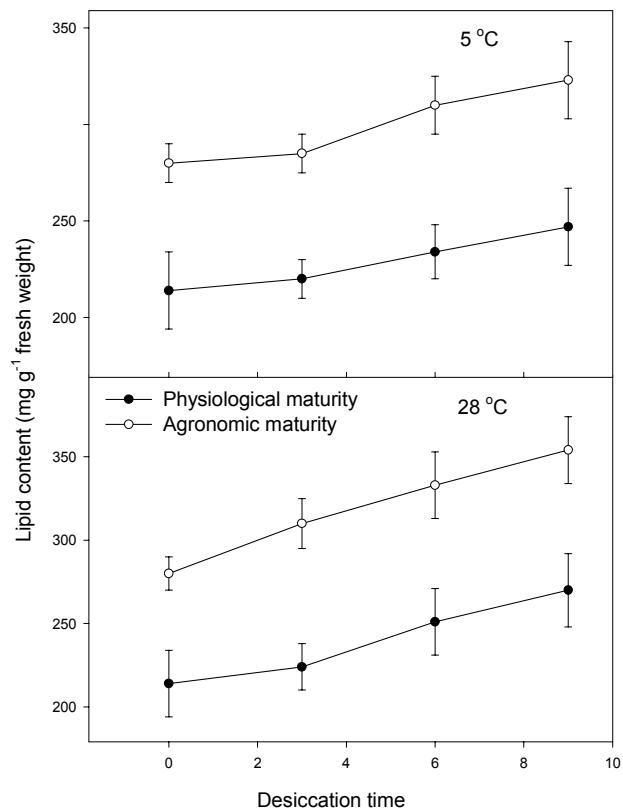 350
5 °C
250
200
Physiological maturity
Agronomic maturity
28 °C
350
300
250
200
0 2 4 6 8 10
Desiccation time
Lipid content (mg g⁻¹ fresh weight)